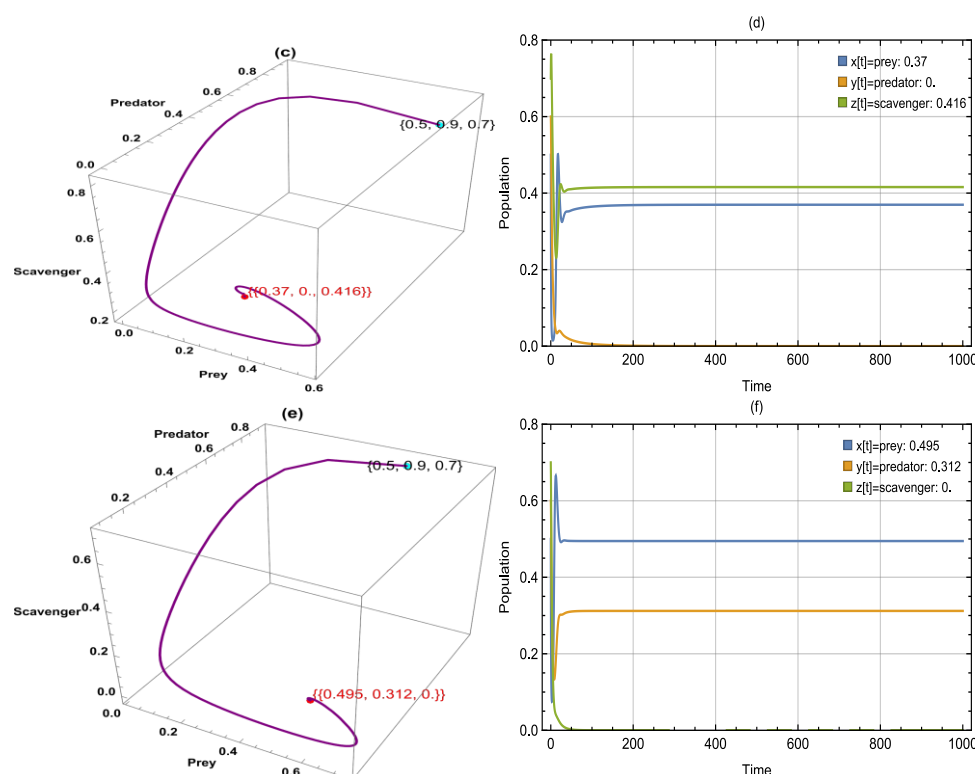 (c)
0.8
0.6
Predator
0.4
0.2
0.0
{0.5, 0.9, 0.7}
0.8
0.6
Scavenger
0.4
0.2
{{0.37, 0., 0.416}}
0.0
0.2
0.4
0.6
Prey
(d)
0.8
0.6
0.4
0.2
0.0
Population
x[t]=prey: 0.37
y[t]=predator: 0.
z[t]=scavenger: 0.416
0 200 400 600 800 1000
Time
(e)
0.8
Predator
0.6
0.4
0.2
{0.5, 0.9, 0.7}
0.6
Scavenger
0.4
0.2
0.0
{{0.495, 0.312, 0.}}
0.0
0.2
0.4
0.6
Prey
(f)
0.8
0.6
0.4
0.2
0.0
Population
x[t]=prey: 0.495
y[t]=predator: 0.312
z[t]=scavenger: 0.
0 200 400 600 800 1000
Time